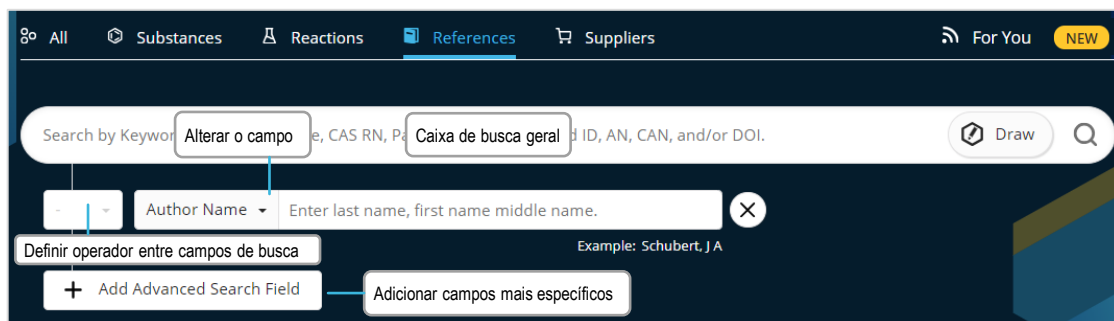 All Substances Reactions References Suppliers For You NEW
Search by Keywor Alterar o campo e, CAS RN, Pa Caixa de busca geral d ID, AN, CAN, and/or DOI. Draw
- Author Name Enter last name, first name middle name.
Definir operador entre campos de busca Example: Schubert, J A
+ Add Advanced Search Field Adicionar campos mais específicos